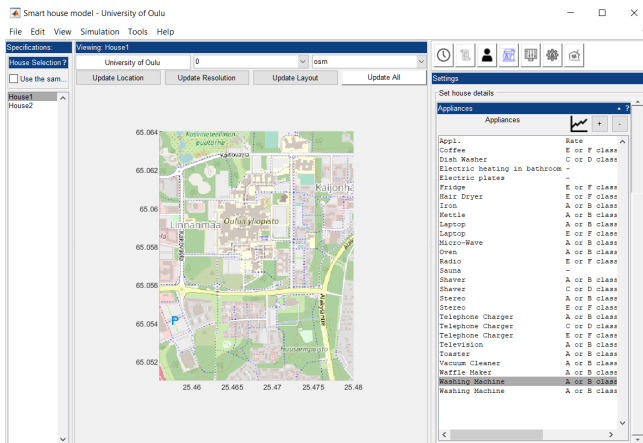 Smart house model - University of Oulu
File Edit View Simulation Tools Help
Specifications:
House Selection ?
Use the sam...
House1
House2
Viewing: House1
University of Oulu
0
osm
Update Location
Update Resolution
Update Layout
Update All
65.064
65.062
65.06
65.058
65.056
65.054
65.052
25.46 25.465 25.47 25.475 25.48
Kaijonha
Linnanmaa
Oulun yliopisto
P
Settings
Set house details
Appliances ?
Appliances
+
-
Appl. Rate
Coffee E or F class
Dish Washer C or D class
Electric heating in bathroom -
Electric plates -
Fridge E or F class
Hair Dryer E or F class
Iron A or B class
Kettle A or B class
Laptop A or B class
Laptop E or F class
Micro-Wave A or B class
Oven A or B class
Radio E or F class
Sauna -
Shaver A or B class
Shaver C or D class
Stereo A or B class
Stereo E or F class
Telephone Charger A or B class
Telephone Charger C or D class
Telephone Charger E or F class
Television A or B class
Toaster A or B class
Vacuum Cleaner A or B class
Waffle Maker A or B class
Washing Machine A or B class
Washing Machine A or B class